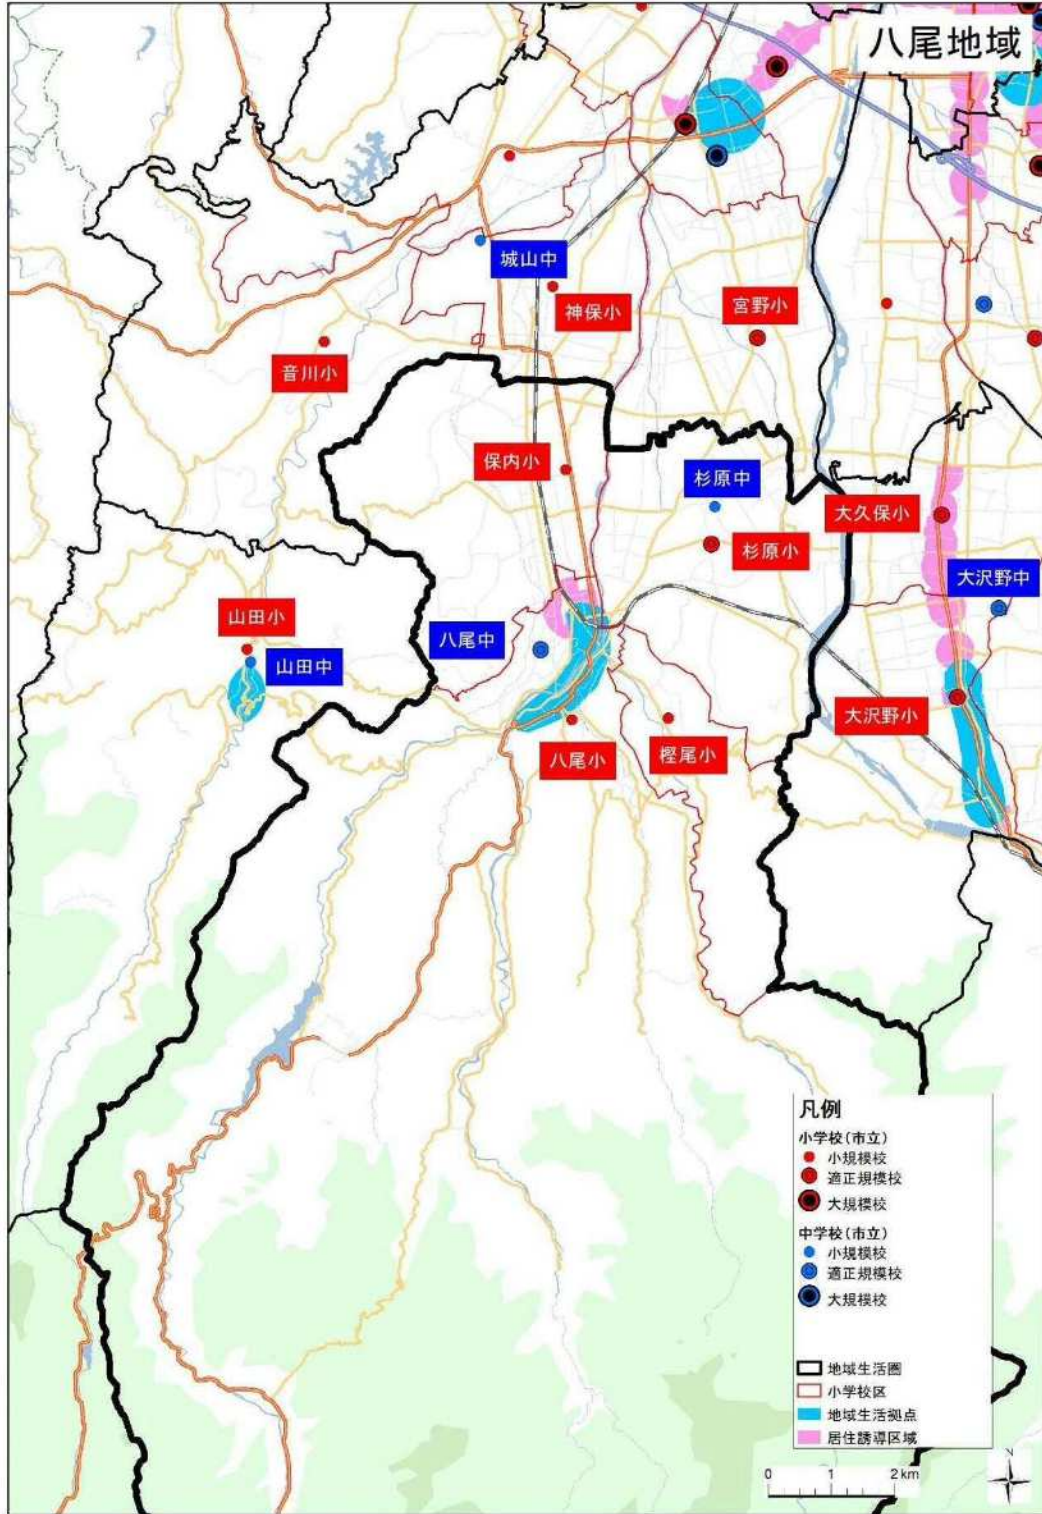 八尾地域
城山中
神保小
宮野小
音川小
保内小
杉原中
大久保小
杉原小
大沢野中
山田小
八尾中
山田中
大沢野小
八尾小
樫尾小
凡例
小学校(市立)
小規模校
適正規模校
大規模校
中学校(市立)
小規模校
適正規模校
大規模校
地域生活圏
小学校区
地域生活拠点
居住誘導区域
0 1 2 km
N